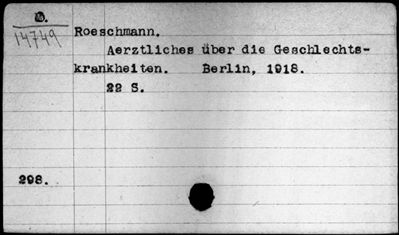 D.
14749
Roeschmann.
Aerztliches über die Geschlechts-
krankheiten. Berlin, 1918.
22 S.
298.